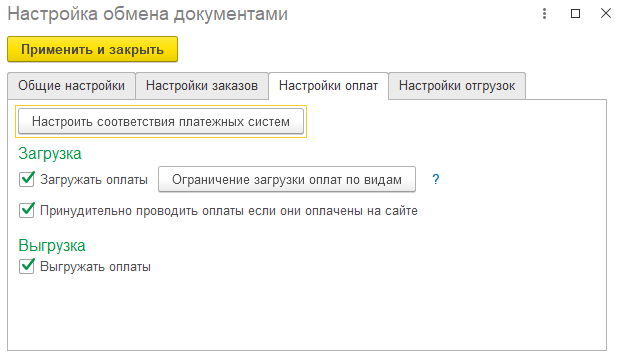 Настройка обмена документами
Применить и закрыть
Общие настройки Настройки заказов Настройки оплат Настройки отгрузок
Настроить соответствия платежных систем
Загрузка
Загружать оплаты Ограничение загрузки оплат по видам ?
Принудительно проводить оплаты если они оплачены на сайте
Выгрузка
Выгружать оплаты